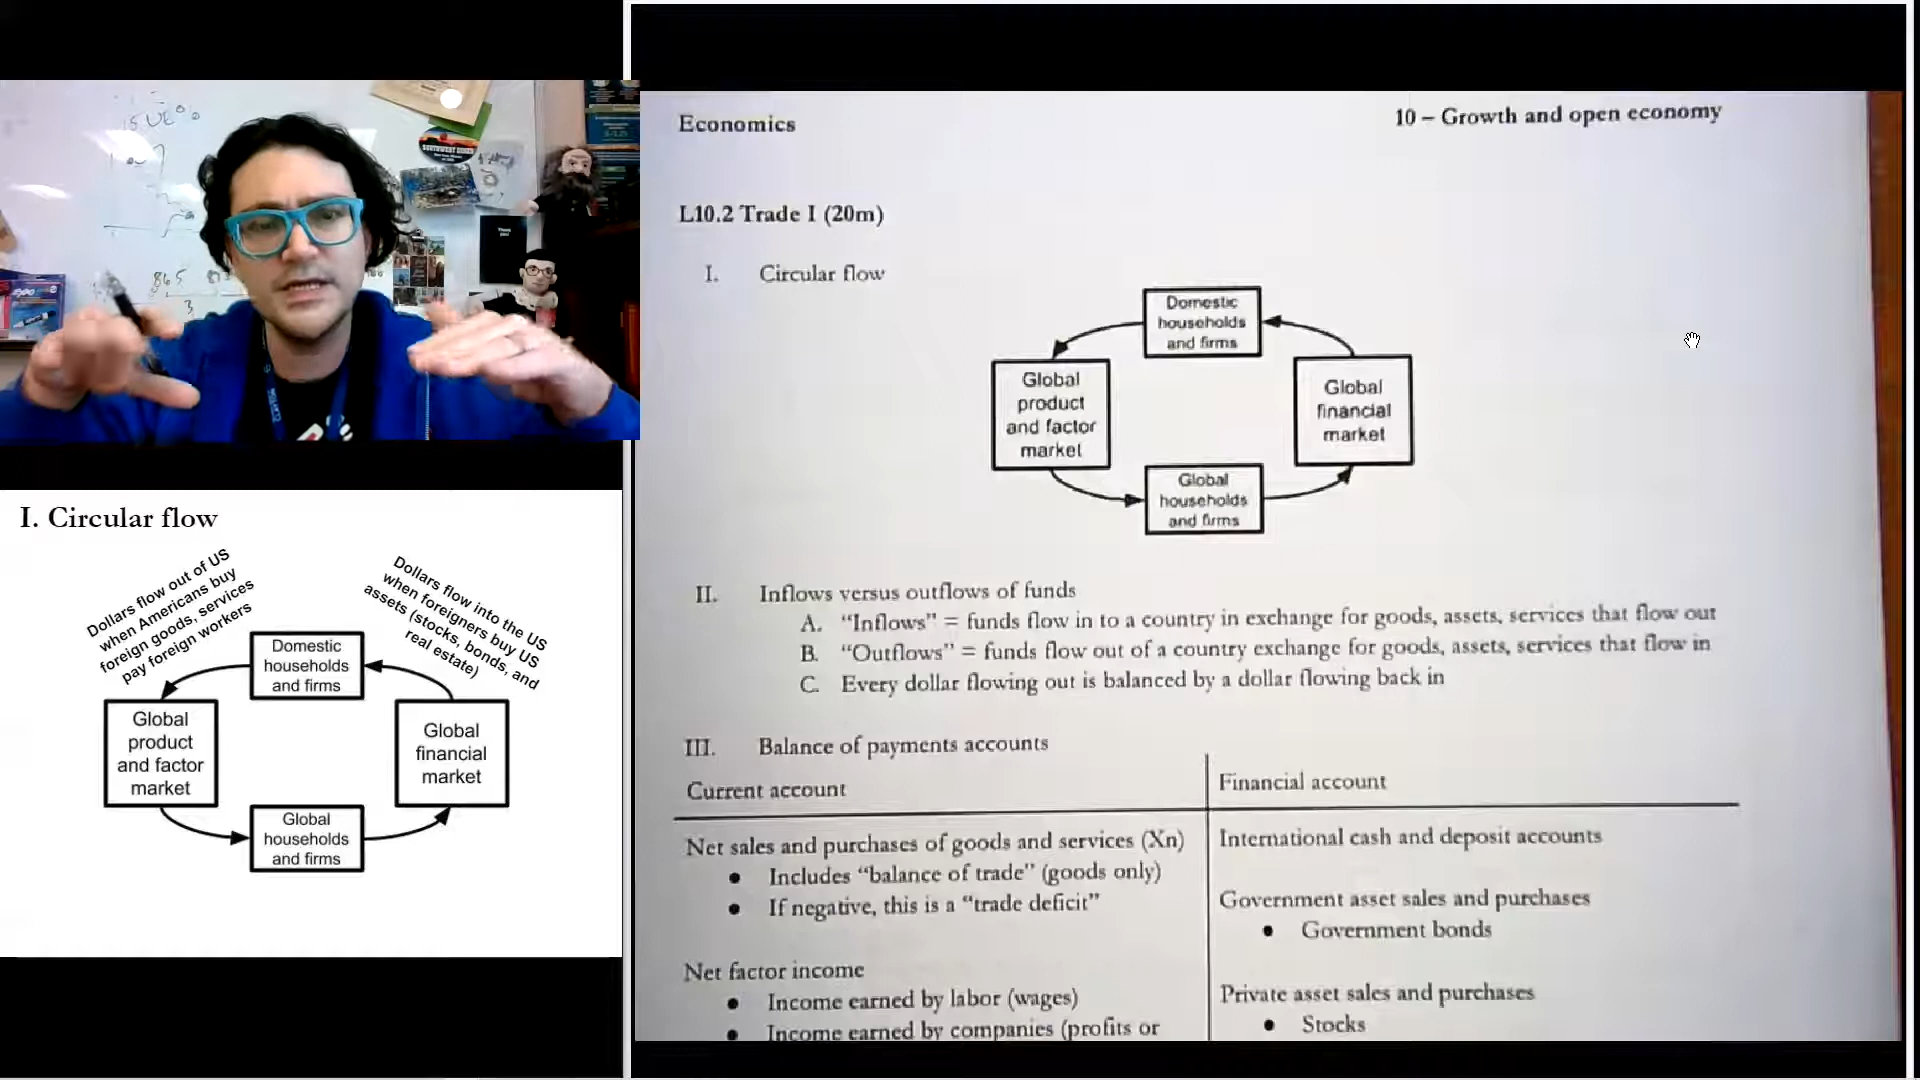 15 UE%
SOUTHWEST DINER
EXPO
865
3
Thank you!
I. Circular flow
Dollars flow out of US
when Americans buy
foreign goods, services
pay foreign workers
Dollars flow into the US
when foreigners buy US
assets (stocks, bonds, and
real estate)
Domestic
households
and firms
Global
product
and factor
market
Global
financial
market
Global
households
and firms
Economics
10 – Growth and open economy
L10.2 Trade I (20m)
I. Circular flow
Domestic
households
and firms
Global
product
and factor
market
Global
financial
market
Global
households
and firms
II. Inflows versus outflows of funds
A. “Inflows” = funds flow in to a country in exchange for goods, assets, services that flow out
B. “Outflows” = funds flow out of a country exchange for goods, assets, services that flow in
C. Every dollar flowing out is balanced by a dollar flowing back in
III. Balance of payments accounts
Current account
Financial account
Net sales and purchases of goods and services (Xn)
• Includes “balance of trade” (goods only)
• If negative, this is a “trade deficit”
Net factor income
• Income earned by labor (wages)
• Income earned by companies (profits or
International cash and deposit accounts
Government asset sales and purchases
• Government bonds
Private asset sales and purchases
• Stocks